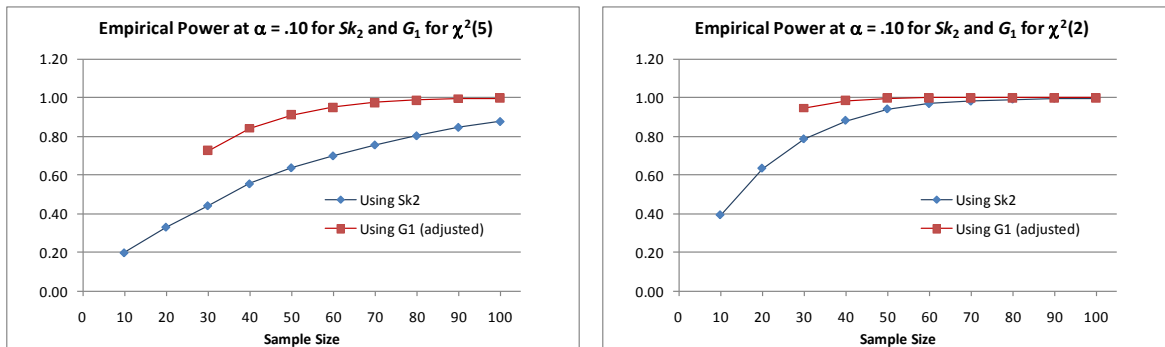 Empirical Power at α = .10 for Sk₂ and G₁ for χ²(5)
1.20
1.00
0.80
0.60
0.40
0.20
0.00
Using Sk2
Using G1 (adjusted)
0 10 20 30 40 50 60 70 80 90 100
Sample Size
Empirical Power at α = .10 for Sk₂ and G₁ for χ²(2)
1.20
1.00
0.80
0.60
0.40
0.20
0.00
Using Sk2
Using G1 (adjusted)
0 10 20 30 40 50 60 70 80 90 100
Sample Size